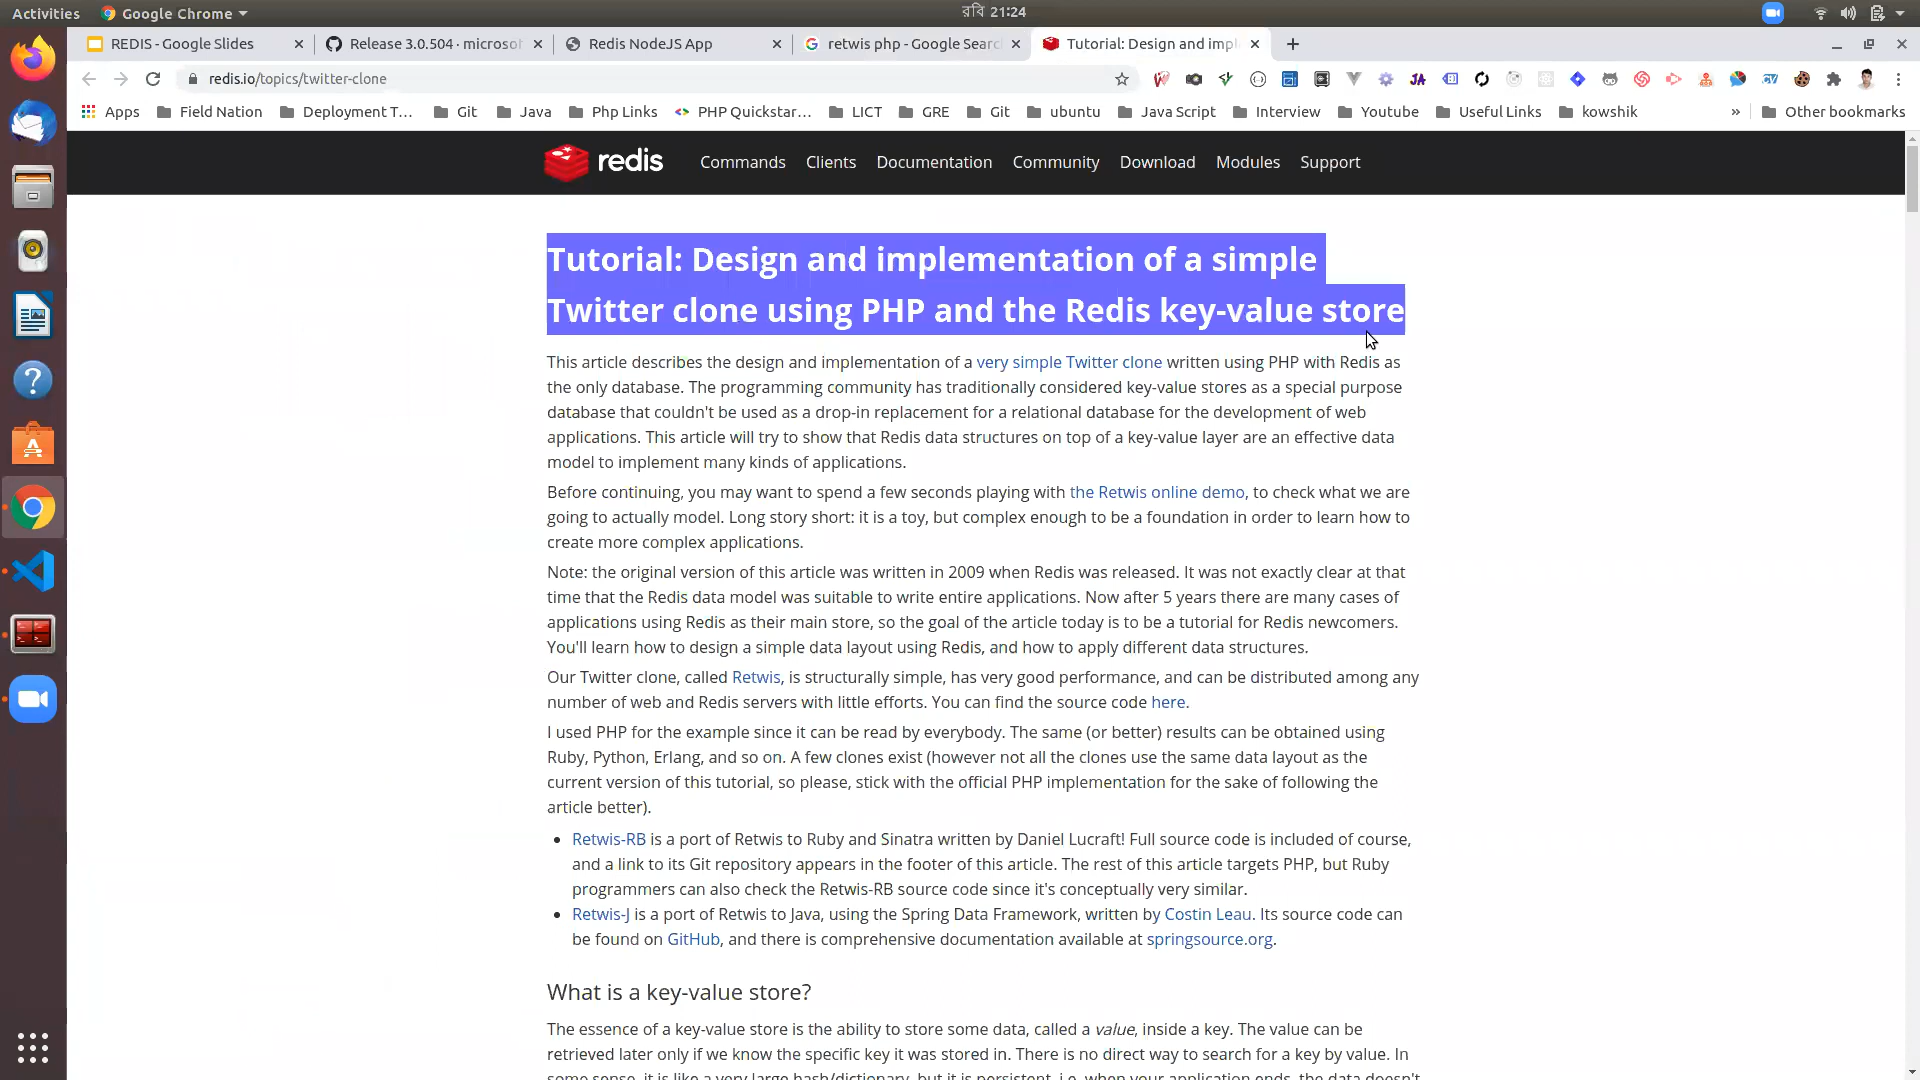 Activities
Google Chrome
রবি 21:24
REDIS - Google Slides
Release 3.0.504 · microsof
Redis NodeJS App
retwis php - Google Searc
Tutorial: Design and impl
redis.io/topics/twitter-clone
Apps
Field Nation
Deployment T...
Git
Java
Php Links
PHP Quickstar...
LICT
GRE
Git
ubuntu
Java Script
Interview
Youtube
Useful Links
kowshik
»
Other bookmarks
redis
Commands
Clients
Documentation
Community
Download
Modules
Support
Tutorial: Design and implementation of a simple
Twitter clone using PHP and the Redis key-value store
This article describes the design and implementation of a very simple Twitter clone written using PHP with Redis as
the only database. The programming community has traditionally considered key-value stores as a special purpose
database that couldn't be used as a drop-in replacement for a relational database for the development of web
applications. This article will try to show that Redis data structures on top of a key-value layer are an effective data
model to implement many kinds of applications.
Before continuing, you may want to spend a few seconds playing with the Retwis online demo, to check what we are
going to actually model. Long story short: it is a toy, but complex enough to be a foundation in order to learn how to
create more complex applications.
Note: the original version of this article was written in 2009 when Redis was released. It was not exactly clear at that
time that the Redis data model was suitable to write entire applications. Now after 5 years there are many cases of
applications using Redis as their main store, so the goal of the article today is to be a tutorial for Redis newcomers.
You'll learn how to design a simple data layout using Redis, and how to apply different data structures.
Our Twitter clone, called Retwis, is structurally simple, has very good performance, and can be distributed among any
number of web and Redis servers with little efforts. You can find the source code here.
I used PHP for the example since it can be read by everybody. The same (or better) results can be obtained using
Ruby, Python, Erlang, and so on. A few clones exist (however not all the clones use the same data layout as the
current version of this tutorial, so please, stick with the official PHP implementation for the sake of following the
article better).
• Retwis-RB is a port of Retwis to Ruby and Sinatra written by Daniel Lucraft! Full source code is included of course,
and a link to its Git repository appears in the footer of this article. The rest of this article targets PHP, but Ruby
programmers can also check the Retwis-RB source code since it's conceptually very similar.
• Retwis-J is a port of Retwis to Java, using the Spring Data Framework, written by Costin Leau. Its source code can
be found on GitHub, and there is comprehensive documentation available at springsource.org.
What is a key-value store?
The essence of a key-value store is the ability to store some data, called a value, inside a key. The value can be
retrieved later only if we know the specific key it was stored in. There is no direct way to search for a key by value. In
some sense, it is like a very large hash/dictionary, but it is persistent, i.e. when your application ends, the data doesn't